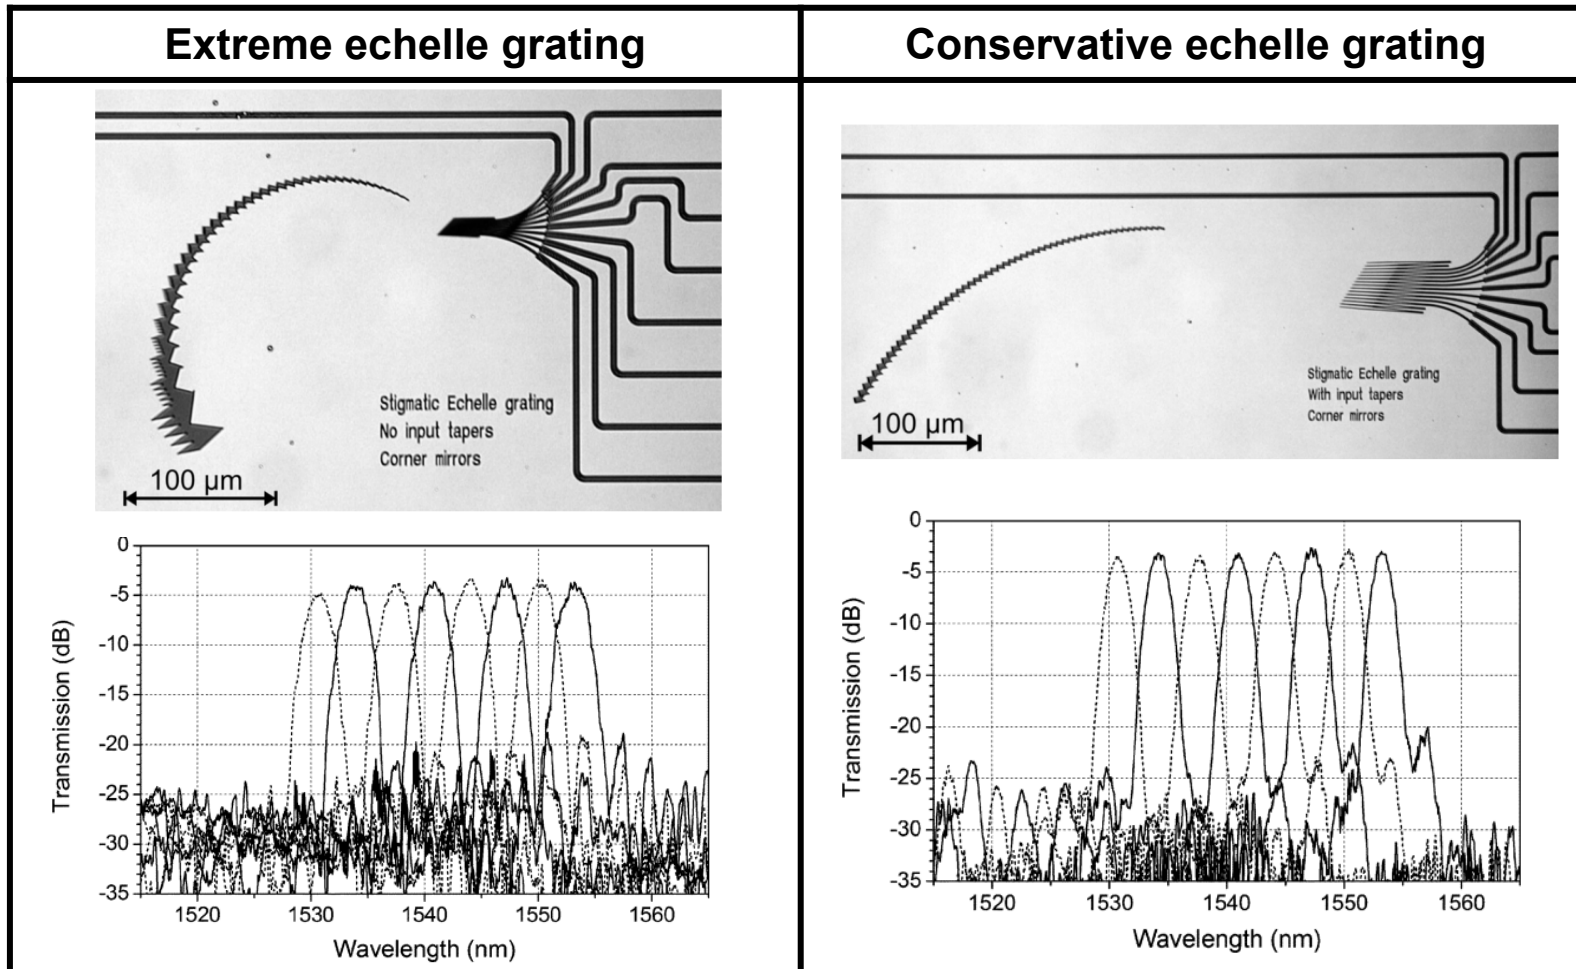 Extreme echelle grating
Conservative echelle grating
Stigmatic Echelle grating
No input tapers
Corner mirrors
100 µm
Stigmatic Echelle grating
With input tapers
Corner mirrors
100 µm
0
-5
-10
-15
-20
-25
-30
-35
Transmission (dB)
1520
1530
1540
1550
1560
Wavelength (nm)
0
-5
-10
-15
-20
-25
-30
-35
Transmission (dB)
1520
1530
1540
1550
1560
Wavelength (nm)